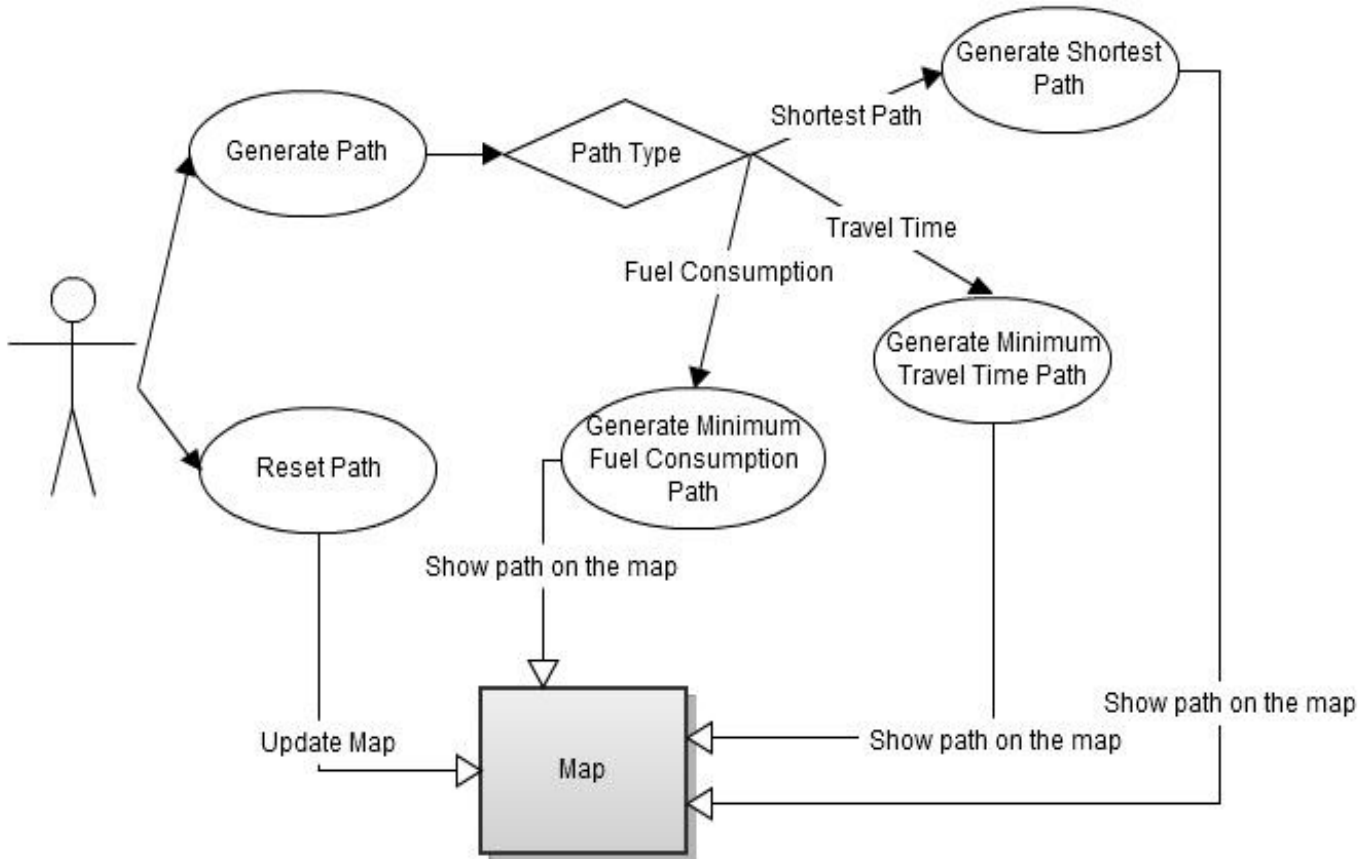 Generate Shortest
Path
Shortest Path
Generate Path
Path Type
Travel Time
Fuel Consumption
Generate Minimum
Travel Time Path
Generate Minimum
Fuel Consumption
Path
Reset Path
Show path on the map
Show path on the map
Show path on the map
Update Map
Map